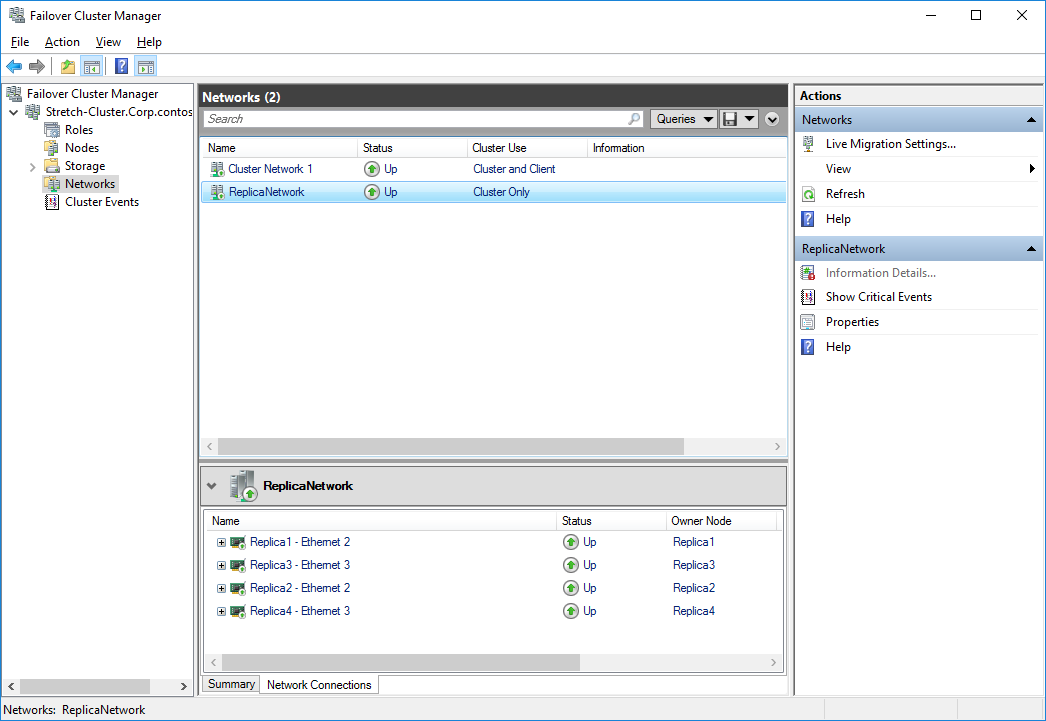 Failover Cluster Manager
File Action View Help
Failover Cluster Manager
Stretch-Cluster.Corp.contos
Roles
Nodes
Storage
Networks
Cluster Events
Networks (2)
Search
Queries
Name Status Cluster Use Information
Cluster Network 1 Up Cluster and Client
ReplicaNetwork Up Cluster Only
ReplicaNetwork
Name Status Owner Node
Replica1 - Ethernet 2 Up Replica1
Replica3 - Ethernet 3 Up Replica3
Replica2 - Ethernet 2 Up Replica2
Replica4 - Ethernet 3 Up Replica4
Summary Network Connections
Actions
Networks
Live Migration Settings...
View
Refresh
Help
ReplicaNetwork
Information Details...
Show Critical Events
Properties
Help
Networks: ReplicaNetwork